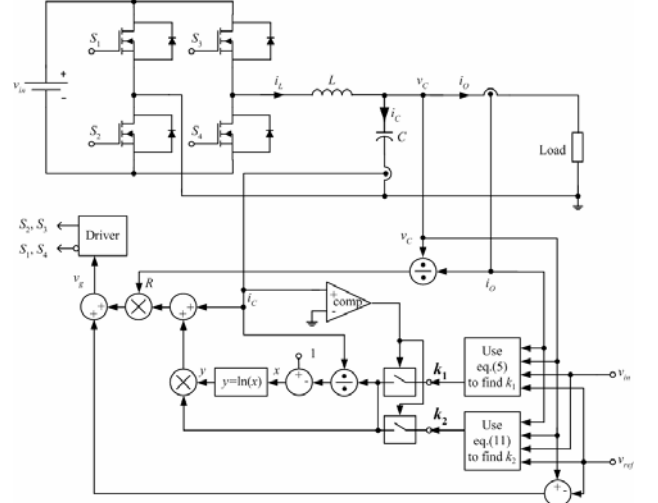 S1
S3
vin
+
-
iL
L
vC
iO
iC
C
S2
S4
Load
S2, S3
S1, S4
Driver
vC
vg
R
iC
+
-
comp
iO
÷
+
+
×
+
+
1
k1
Use
eq.(5)
to find k1
vin
×
y
y=ln(x)
x
+
-
÷
k2
Use
eq.(11)
to find k2
vref
+
-